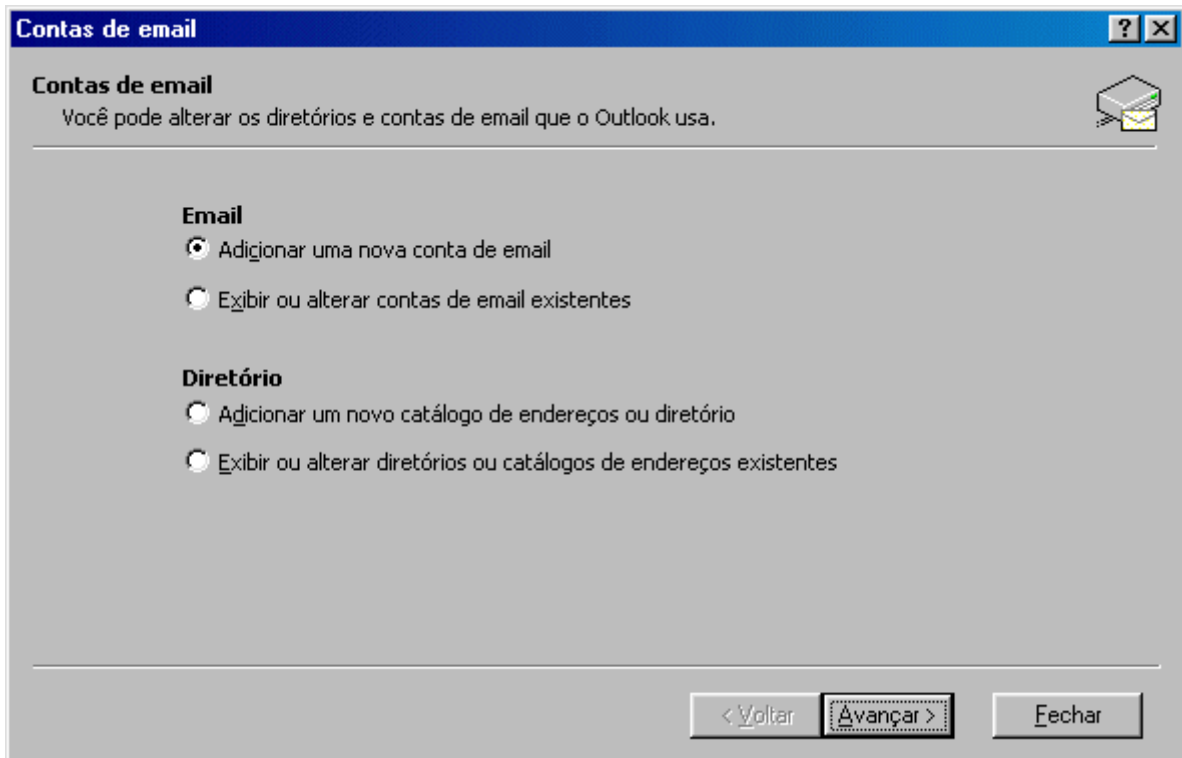 Contas de email
Contas de email
Você pode alterar os diretórios e contas de email que o Outlook usa.
Email
Adicionar uma nova conta de email
Exibir ou alterar contas de email existentes
Diretório
Adicionar um novo catálogo de endereços ou diretório
Exibir ou alterar diretórios ou catálogos de endereços existentes
< Voltar Avançar > Fechar